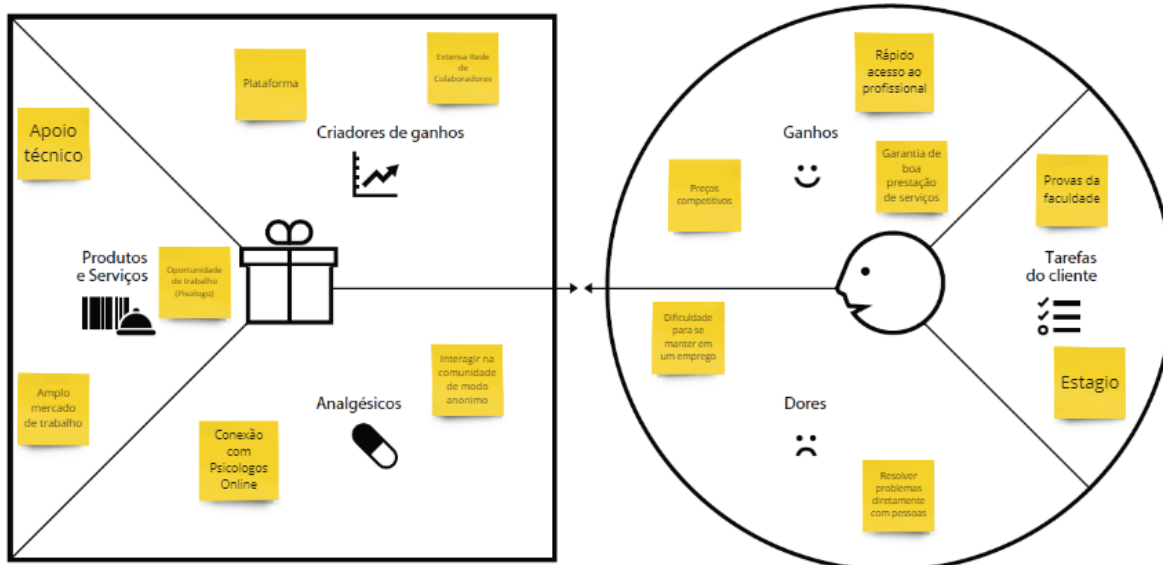 Plataforma
Extensa Rede
de
Colaboradores
Apoio
técnico
Criadores de ganhos
Produtos
e Serviços
Oportunidade
de trabalho
(Pisologo)
Amplo
mercado
de trabalho
Analgésicos
Interagir na
comunidade
de modo
anonimo
Conexão
com
Psicologos
Online
Rápido
acesso ao
profissional
Ganhos
Garantia de
boa
prestação
de serviços
Preços
competitivos
Provas da
faculdade
Tarefas
do cliente
Estagio
Dificuldade
para se
manter em
um emprego
Dores
Resolver
problemas
diretamente
com pessoas